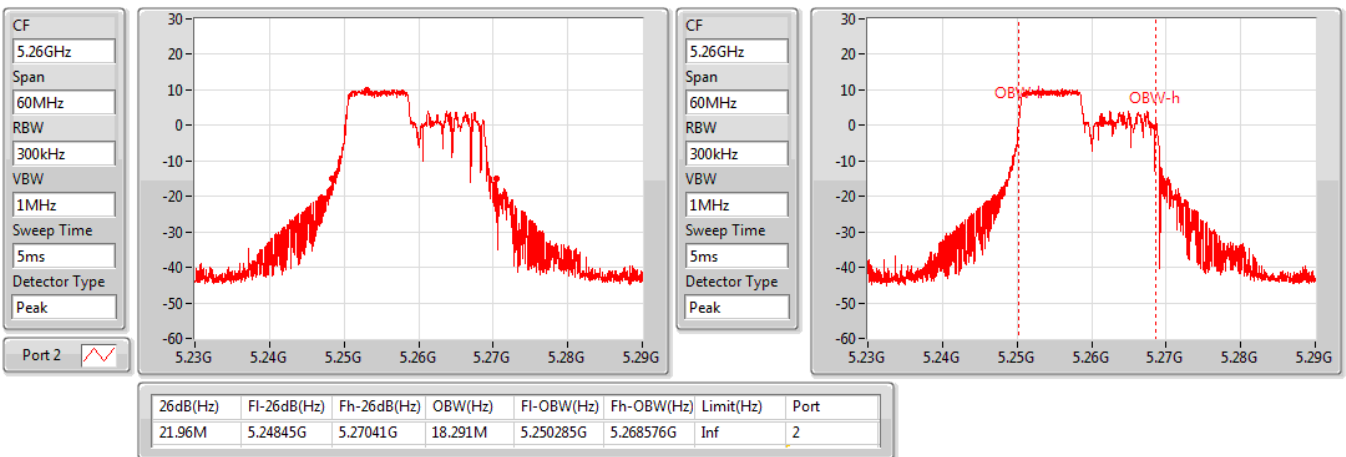 CF
5.26GHz
Span
60MHz
RBW
300kHz
VBW
1MHz
Sweep Time
5ms
Detector Type
Peak
Port 2
30
20
10
0
-10
-20
-30
-40
-50
-60
5.23G 5.24G 5.25G 5.26G 5.27G 5.28G 5.29G
CF
5.26GHz
Span
60MHz
RBW
300kHz
VBW
1MHz
Sweep Time
5ms
Detector Type
Peak
30
20
10
0
-10
-20
-30
-40
-50
-60
OBW-h
5.23G 5.24G 5.25G 5.26G 5.27G 5.28G 5.29G
26dB(Hz) Fl-26dB(Hz) Fh-26dB(Hz) OBW(Hz) Fl-OBW(Hz) Fh-OBW(Hz) Limit(Hz) Port
21.96M 5.24845G 5.27041G 18.291M 5.250285G 5.268576G Inf 2